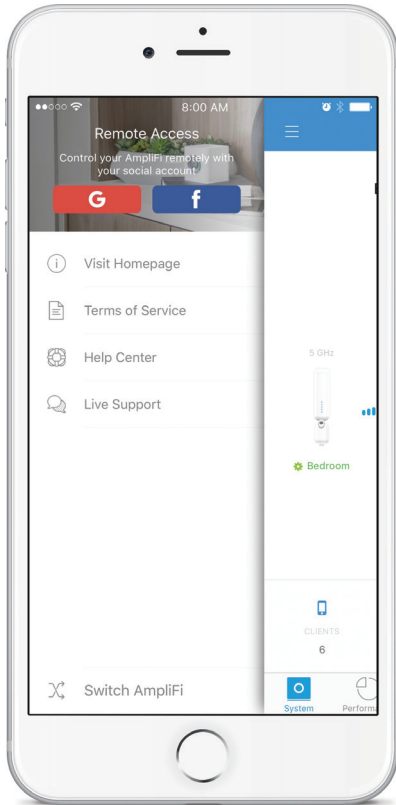 8:00 AM
Remote Access
Control your AmpliFi remotely with
your social account
G f
Visit Homepage
Terms of Service
Help Center
Live Support
5 GHz
Bedroom
CLIENTS
6
Switch AmpliFi
System Performa